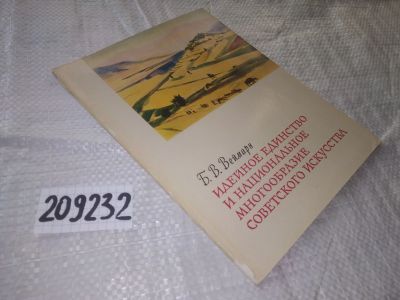 Б. В. Веймарн
ИДЕЙНОЕ ЕДИНСТВО
И НАЦИОНАЛЬНОЕ
МНОГООБРАЗИЕ
СОВЕТСКОГО ИСКУССТВА
209232